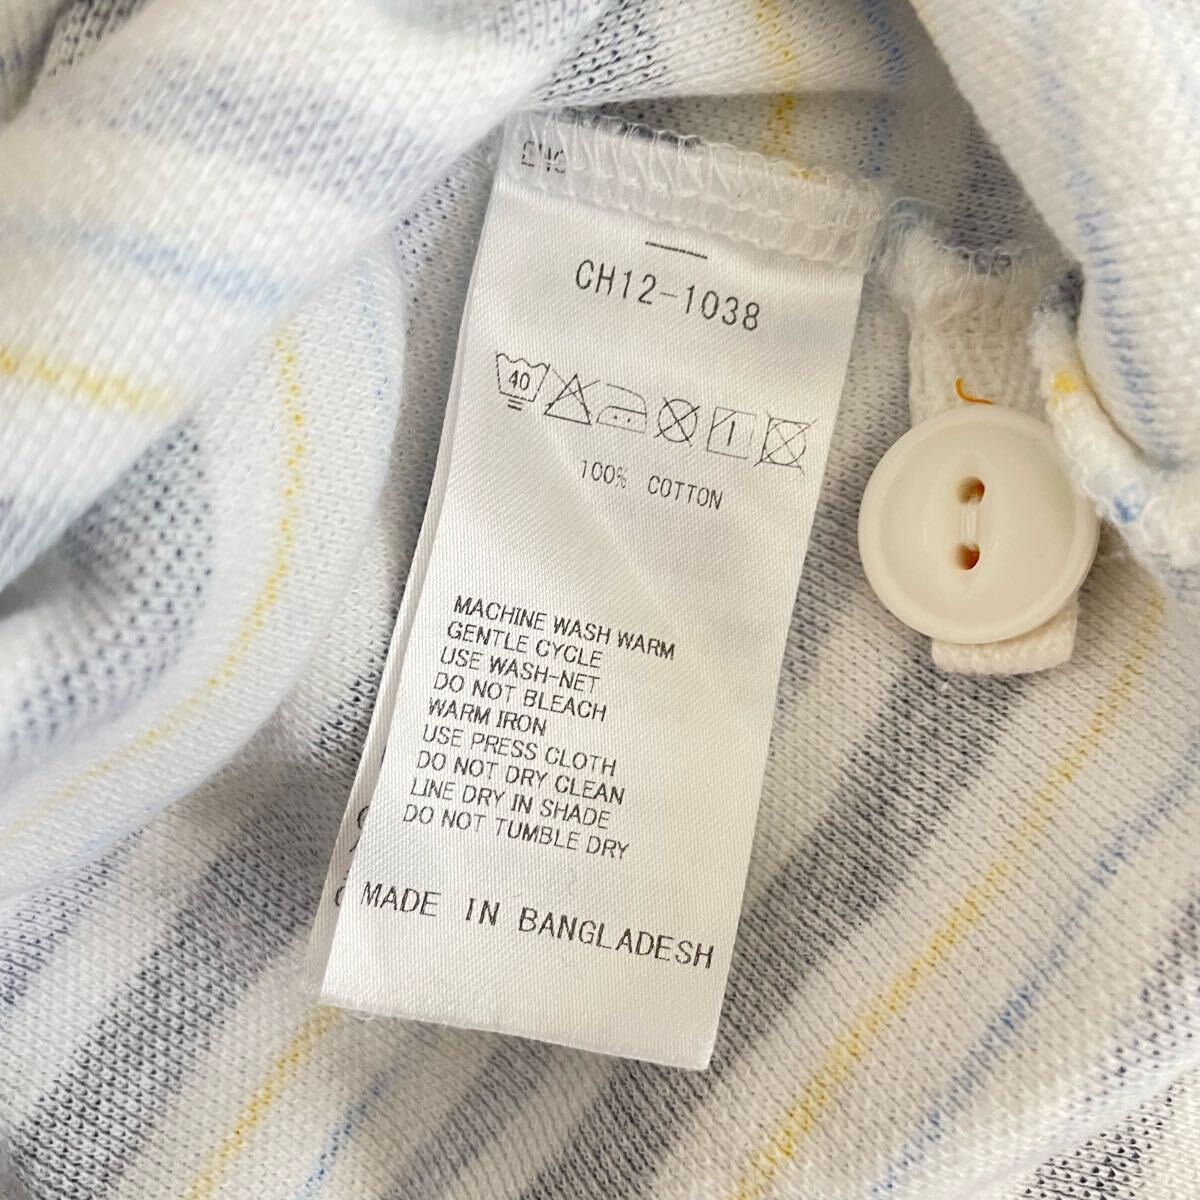 CH12-1038
40
100% COTTON
MACHINE WASH WARM
GENTLE CYCLE
USE WASH-NET
DO NOT BLEACH
WARM IRON
USE PRESS CLOTH
DO NOT DRY CLEAN
LINE DRY IN SHADE
DO NOT TUMBLE DRY
MADE IN BANGLADESH